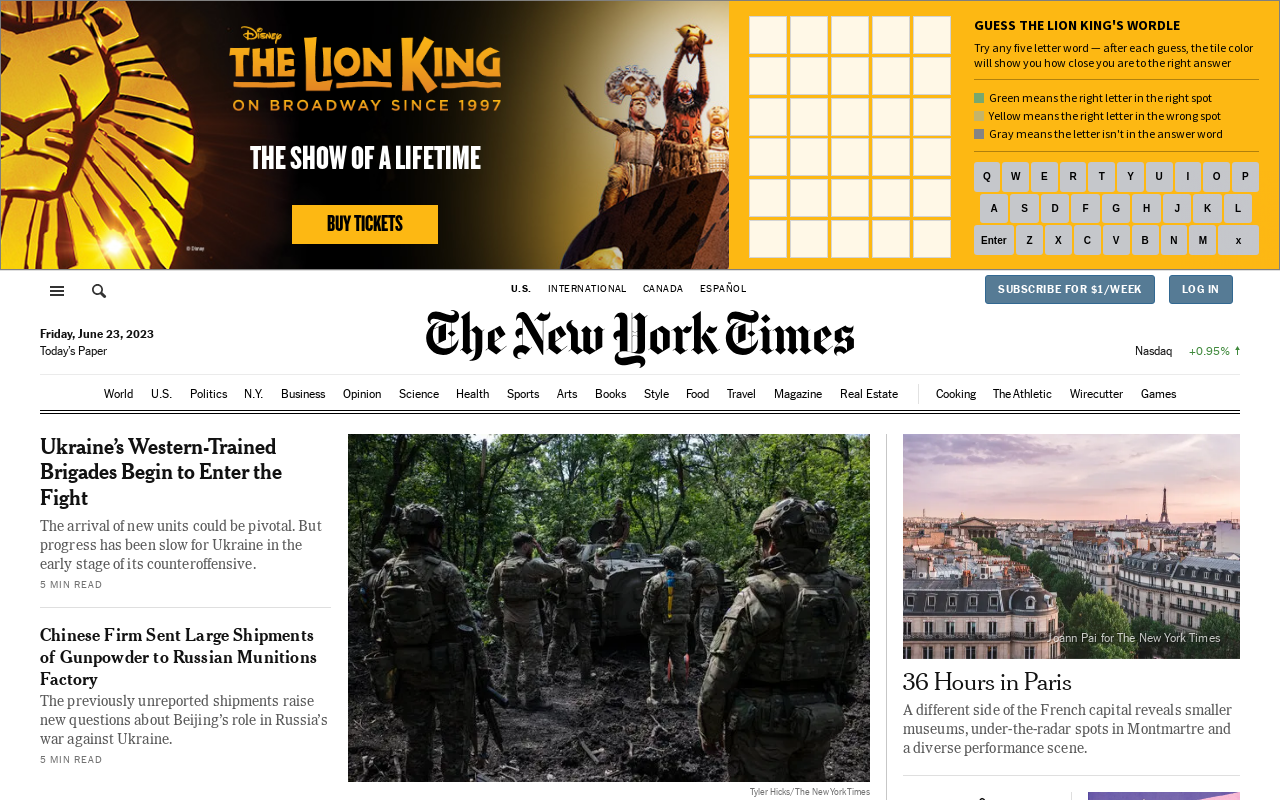 Disney
THE LION KING
ON BROADWAY SINCE 1997
THE SHOW OF A LIFETIME
BUY TICKETS
© Disney
GUESS THE LION KING'S WORDLE
Try any five letter word — after each guess, the tile color
will show you how close you are to the right answer
Green means the right letter in the right spot
Yellow means the right letter in the wrong spot
Gray means the letter isn't in the answer word
Q W E R T Y U I O P
A S D F G H J K L
Enter Z X C V B N M x
U.S. INTERNATIONAL CANADA ESPAÑOL
SUBSCRIBE FOR $1/WEEK LOG IN
The New York Times
Friday, June 23, 2023
Today's Paper
Nasdaq +0.95%
World U.S. Politics N.Y. Business Opinion Science Health Sports Arts Books Style Food Travel Magazine Real Estate Cooking The Athletic Wirecutter Games
Ukraine’s Western-Trained
Brigades Begin to Enter the
Fight
The arrival of new units could be pivotal. But
progress has been slow for Ukraine in the
early stage of its counteroffensive.
5 MIN READ
Chinese Firm Sent Large Shipments
of Gunpowder to Russian Munitions
Factory
The previously unreported shipments raise
new questions about Beijing’s role in Russia’s
war against Ukraine.
5 MIN READ
Tyler Hicks/The New York Times
Joann Pai for The New York Times
36 Hours in Paris
A different side of the French capital reveals smaller
museums, under-the-radar spots in Montmartre and
a diverse performance scene.